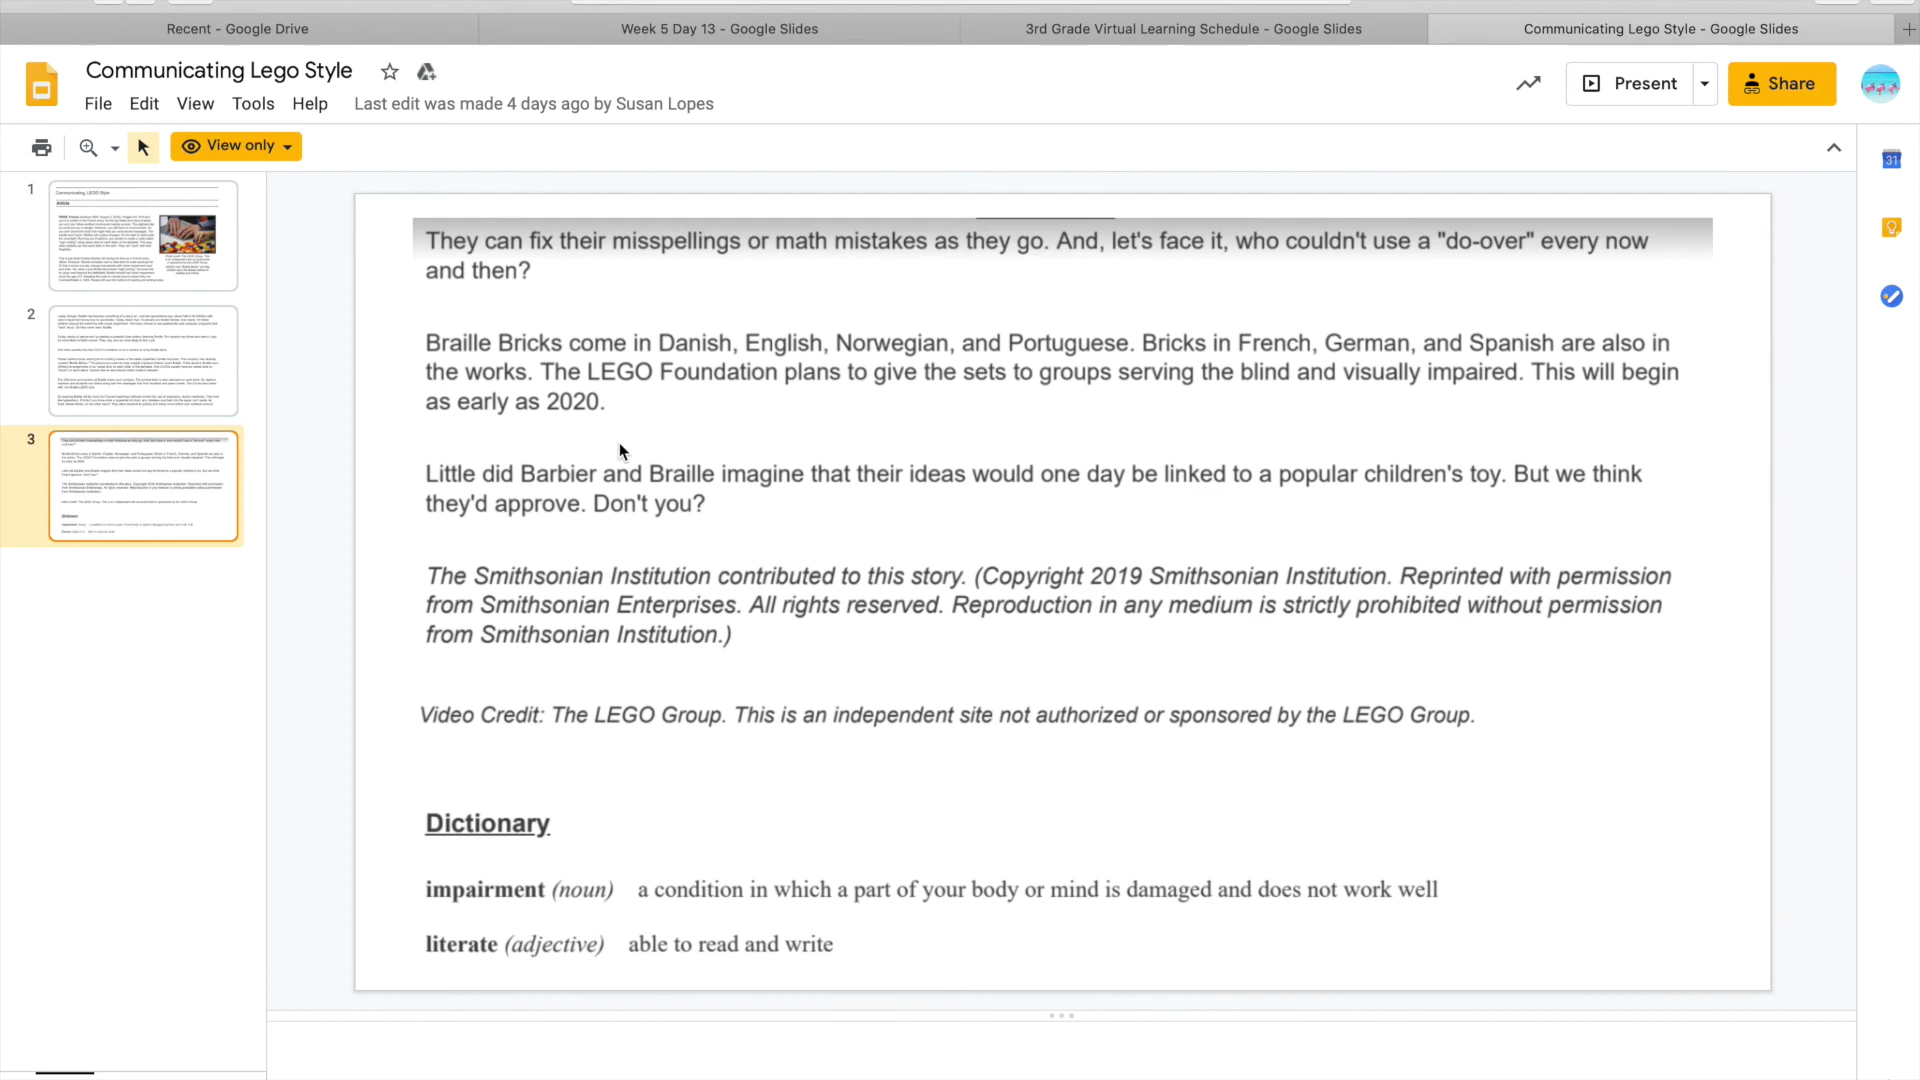 Recent - Google Drive
Week 5 Day 13 - Google Slides
3rd Grade Virtual Learning Schedule - Google Slides
Communicating Lego Style - Google Slides
Communicating Lego Style
File Edit View Tools Help Last edit was made 4 days ago by Susan Lopes
Present
Share
View only
31
1
Communicating, LEGO Style
Article
2
3
They can fix their misspellings or math mistakes as they go. And, let's face it, who couldn't use a "do-over" every now
and then?
Braille Bricks come in Danish, English, Norwegian, and Portuguese. Bricks in French, German, and Spanish are also in
the works. The LEGO Foundation plans to give the sets to groups serving the blind and visually impaired. This will begin
as early as 2020.
Little did Barbier and Braille imagine that their ideas would one day be linked to a popular children's toy. But we think
they'd approve. Don't you?
The Smithsonian Institution contributed to this story. (Copyright 2019 Smithsonian Institution. Reprinted with permission
from Smithsonian Enterprises. All rights reserved. Reproduction in any medium is strictly prohibited without permission
from Smithsonian Institution.)
Video Credit: The LEGO Group. This is an independent site not authorized or sponsored by the LEGO Group.
Dictionary
impairment (noun) a condition in which a part of your body or mind is damaged and does not work well
literate (adjective) able to read and write